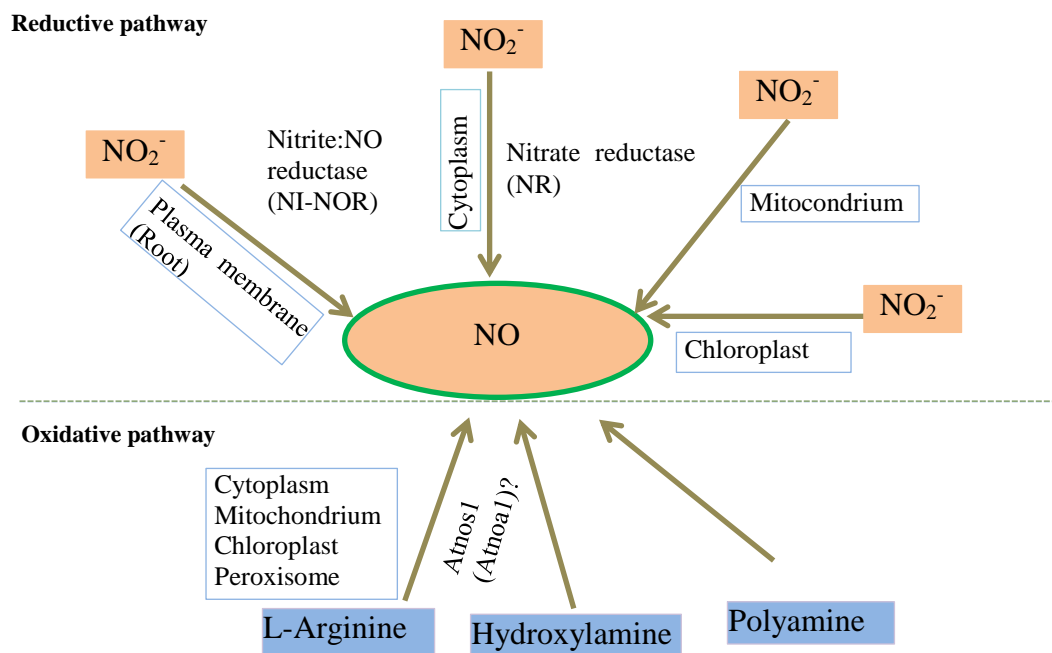 Reductive pathway
NO₂⁻
NO₂⁻
NO₂⁻
Nitrite:NO
reductase
(NI-NOR)
Cytoplasm
Nitrate reductase
(NR)
Plasma membrane
(Root)
Mitocondrium
NO₂⁻
NO
Chloroplast
Oxidative pathway
Cytoplasm
Mitochondrium
Chloroplast
Peroxisome
Atnos1
(Atnoa1)?
L-Arginine
Hydroxylamine
Polyamine